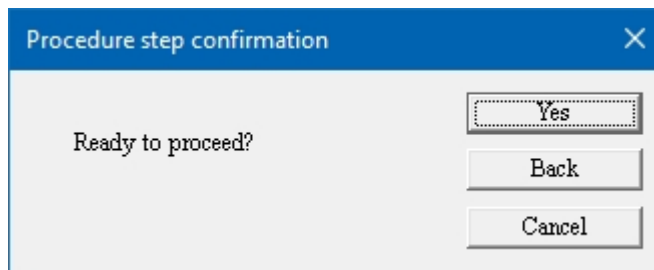 Procedure step confirmation
Ready to proceed?
Yes
Back
Cancel